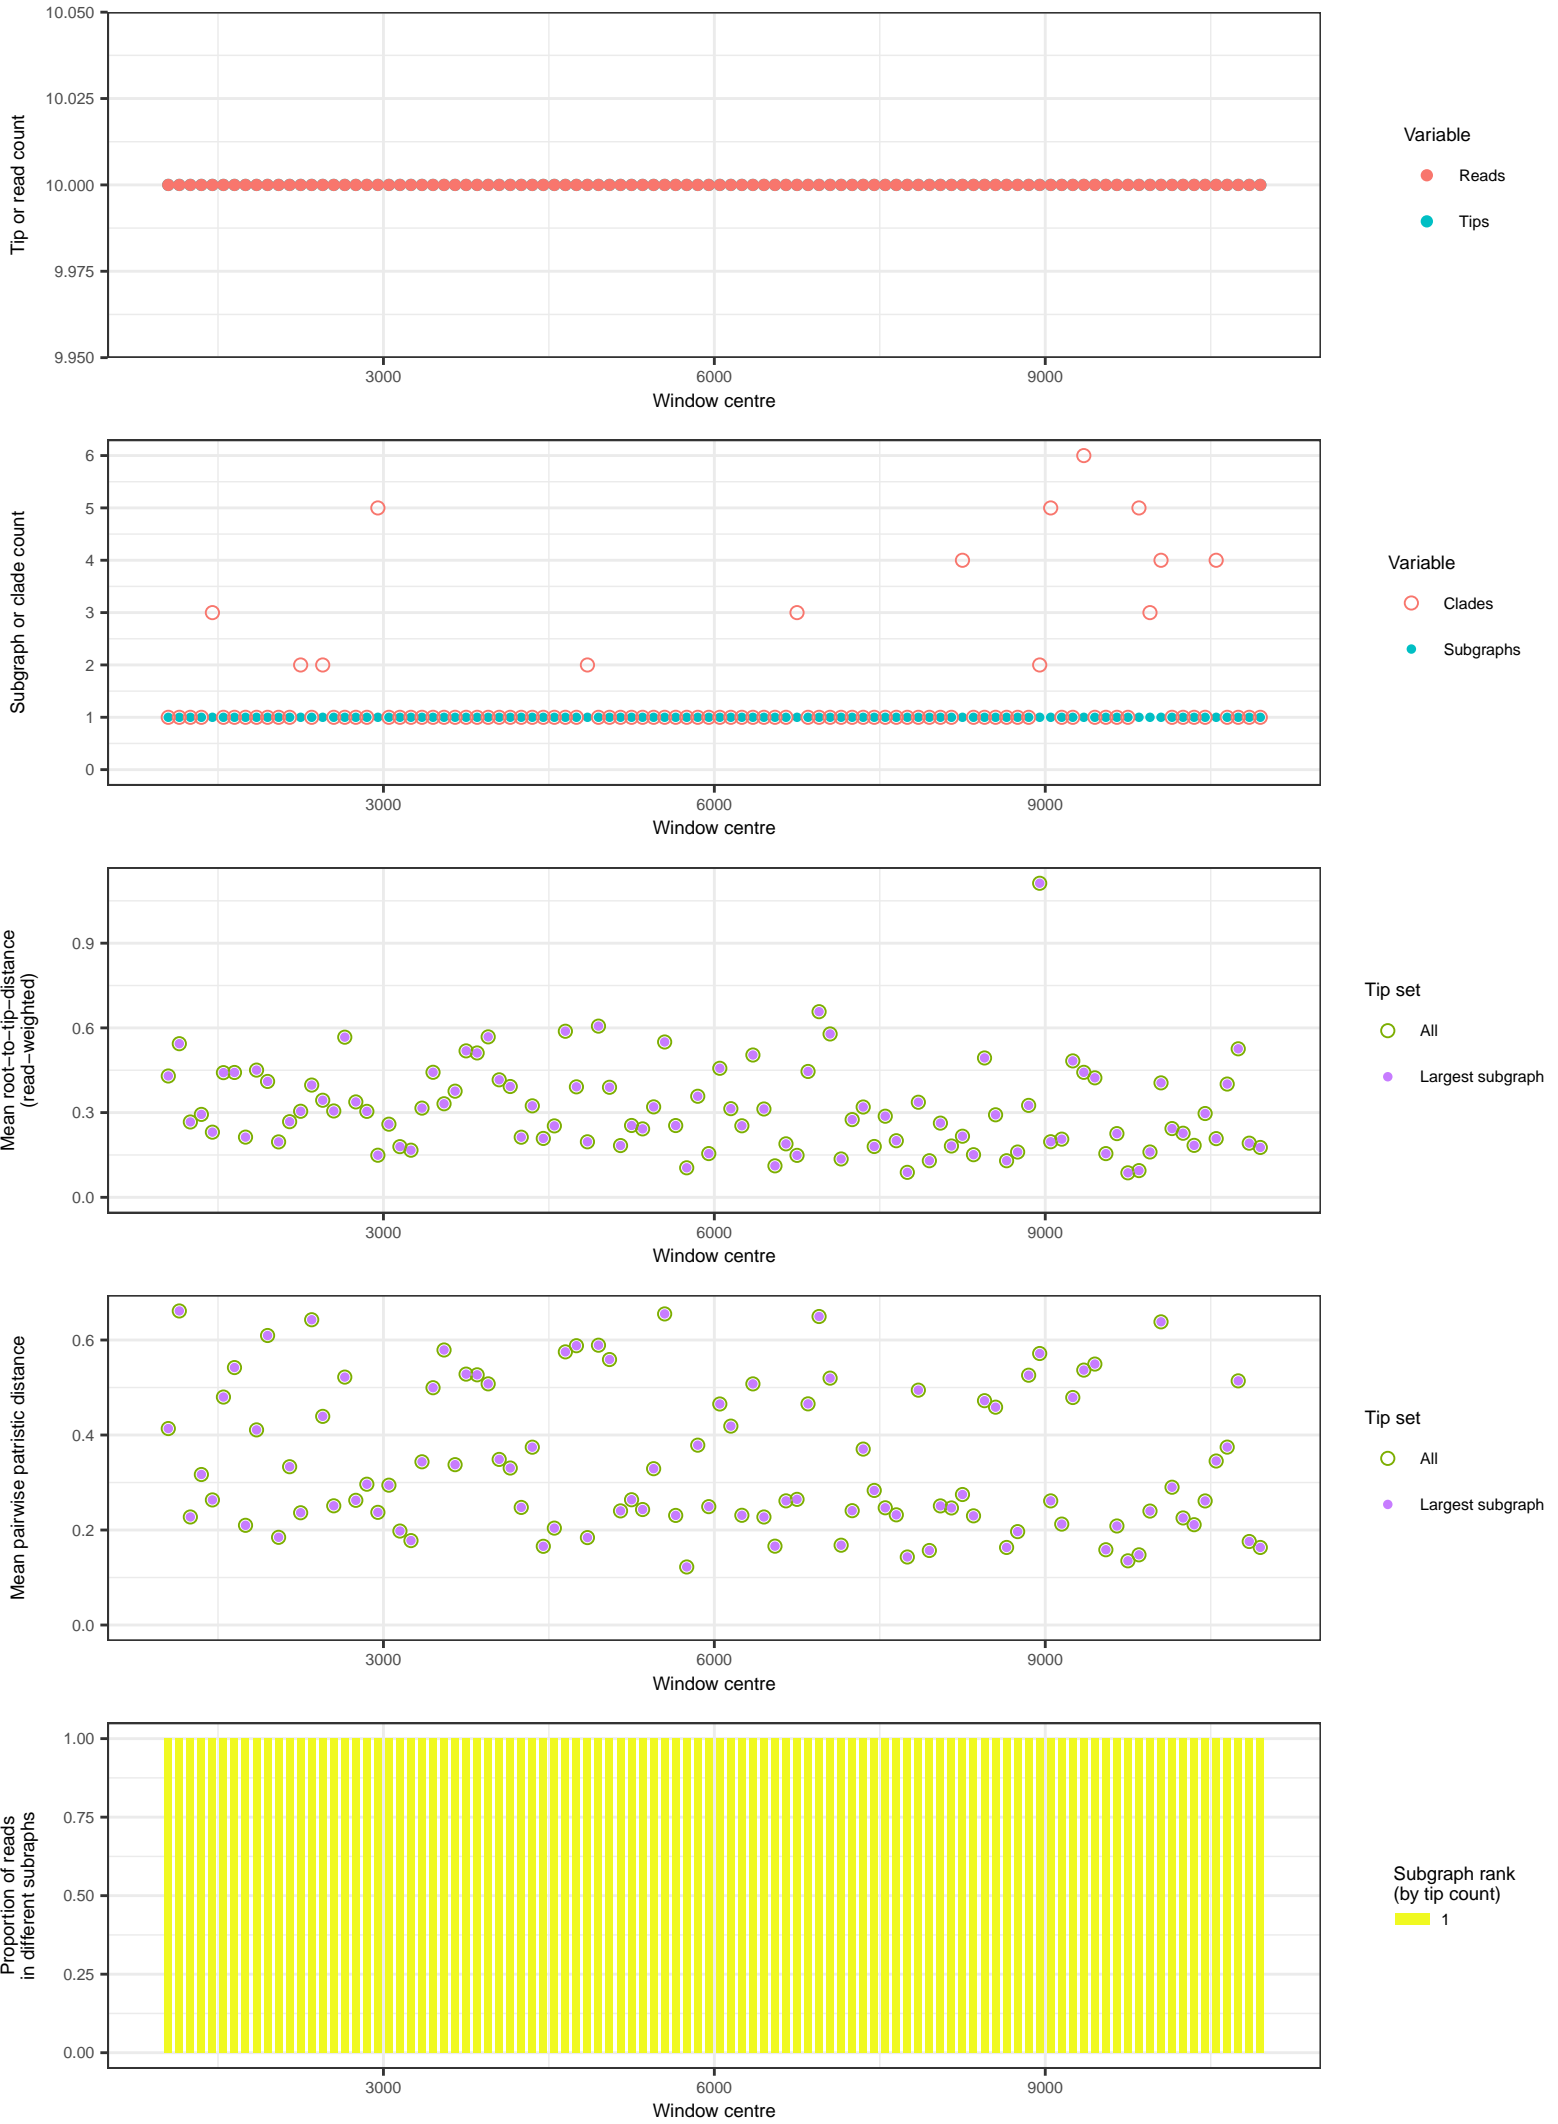 10.050
10.025
10.000
9.975
9.950
Tip or read count
3000
6000
9000
Window centre
Variable
Reads
Tips
6
5
4
3
2
1
0
Subgraph or clade count
3000
6000
9000
Window centre
Variable
Clades
Subgraphs
0.9
0.6
0.3
0.0
Mean root−to−tip−distance
(read−weighted)
3000
6000
9000
Window centre
Tip set
All
Largest subgraph
0.6
0.4
0.2
0.0
Mean pairwise patristic distance
3000
6000
9000
Window centre
Tip set
All
Largest subgraph
1.00
0.75
0.50
0.25
0.00
Proportion of reads
in different subraphs
3000
6000
9000
Window centre
Subgraph rank
(by tip count)
1